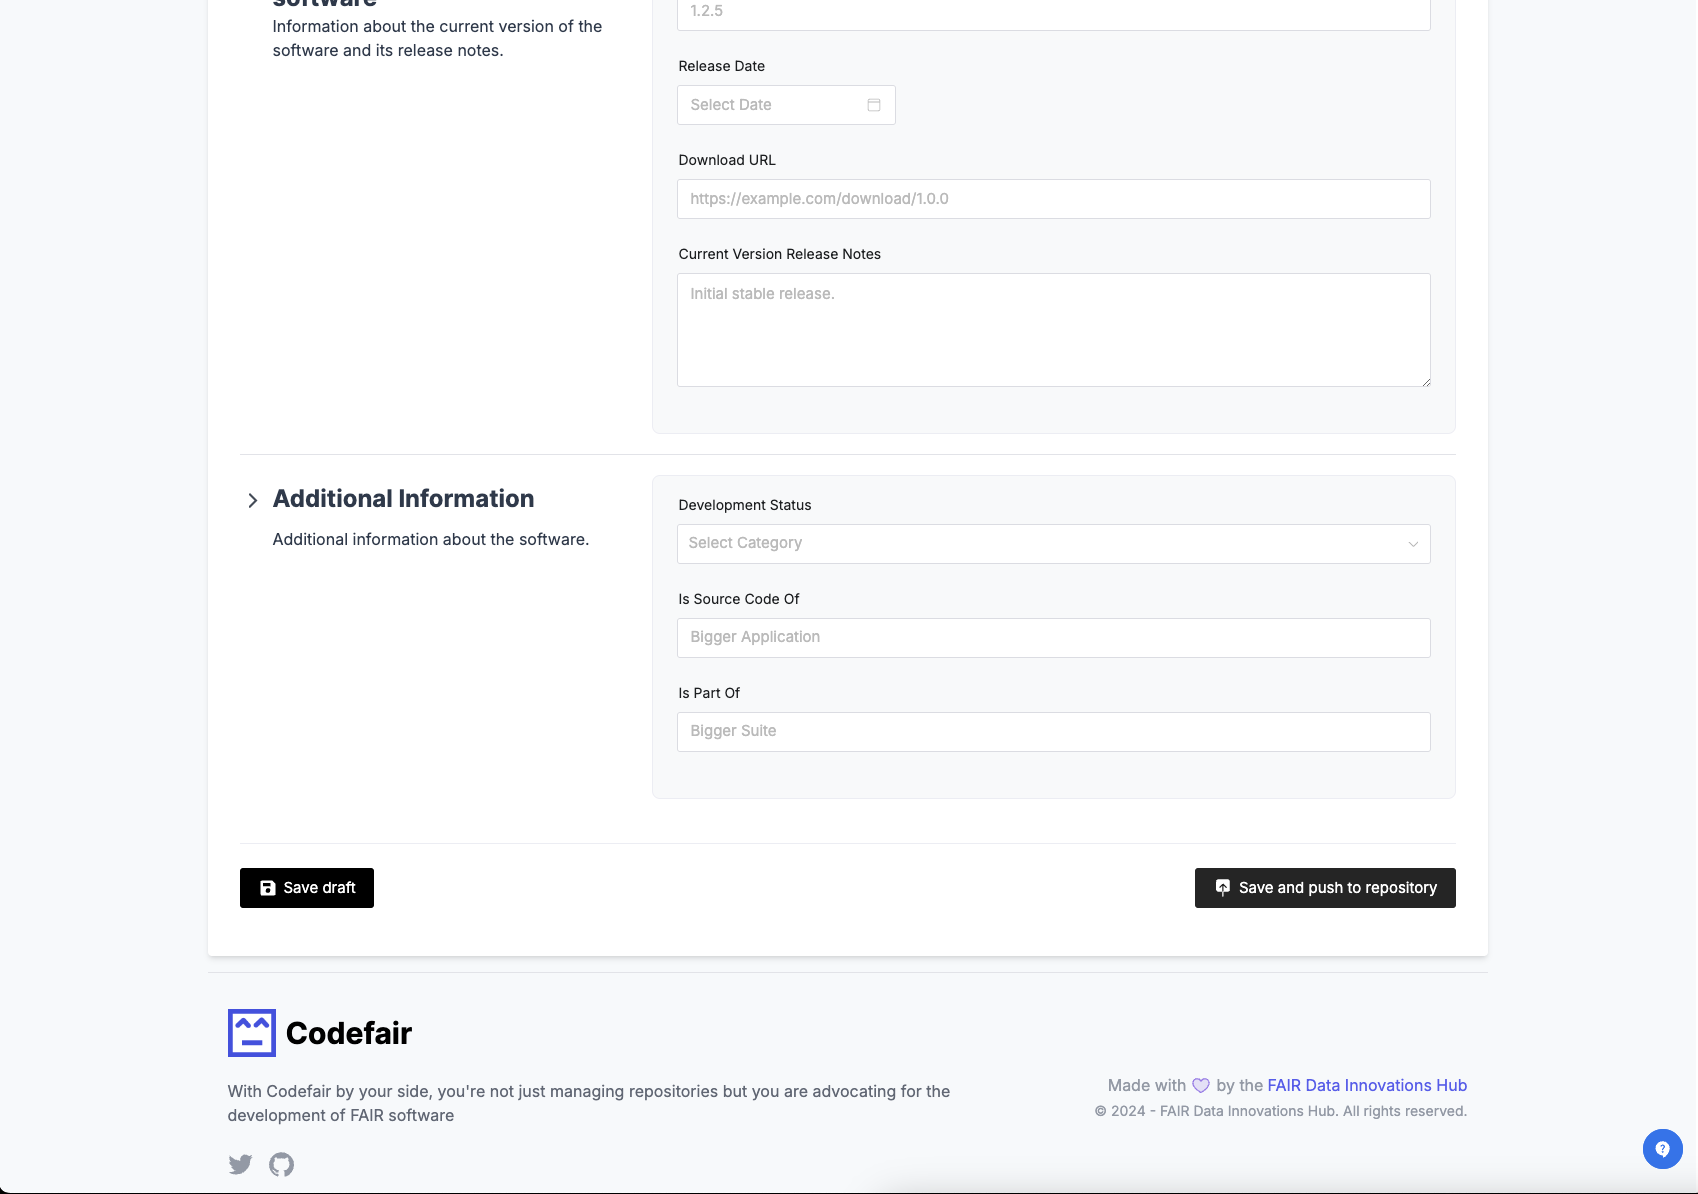 software
Information about the current version of the
software and its release notes.
1.2.5
Release Date
Select Date
Download URL
https://example.com/download/1.0.0
Current Version Release Notes
Initial stable release.
Additional Information
Additional information about the software.
Development Status
Select Category
Is Source Code Of
Bigger Application
Is Part Of
Bigger Suite
Save draft
Save and push to repository
Codefair
With Codefair by your side, you're not just managing repositories but you are advocating for the
development of FAIR software
Made with by the FAIR Data Innovations Hub
© 2024 - FAIR Data Innovations Hub. All rights reserved.
?